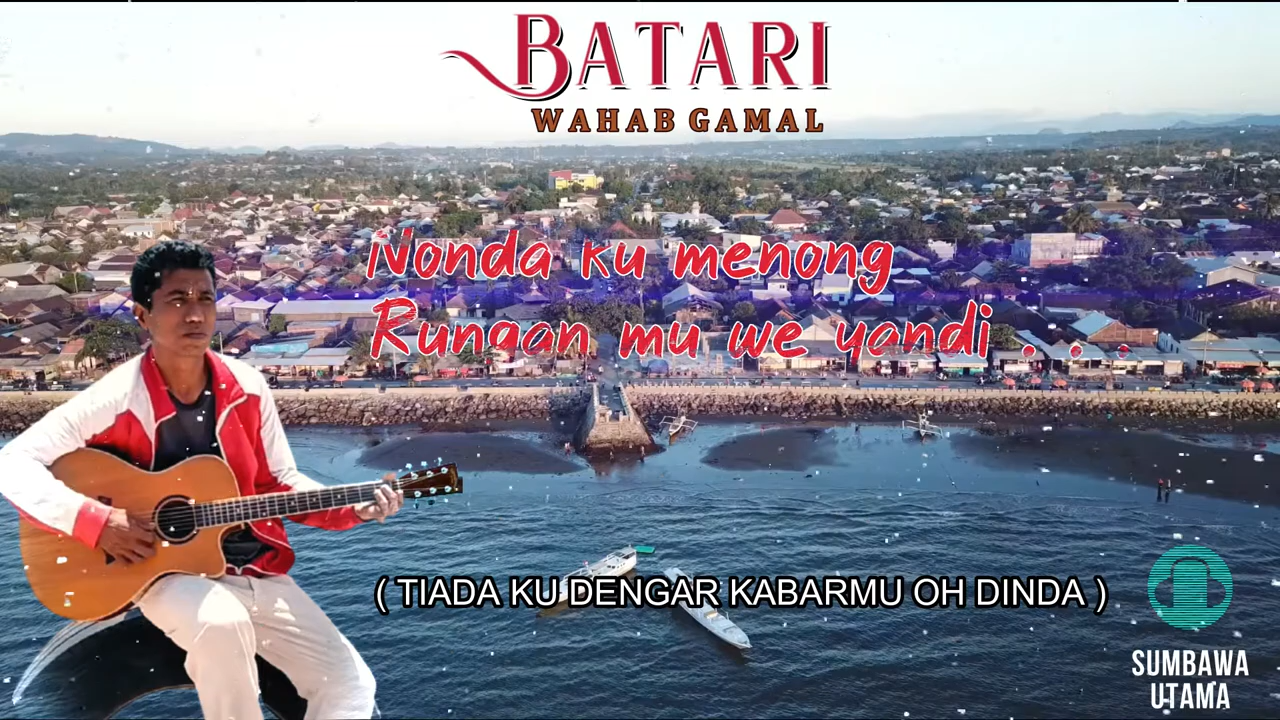 BATARI
WAHAB GAMAL
Nonda ku menong
Rungan mu we yandi . . .
( TIADA KU DENGAR KABARMU OH DINDA )
SUMBAWA
UTAMA